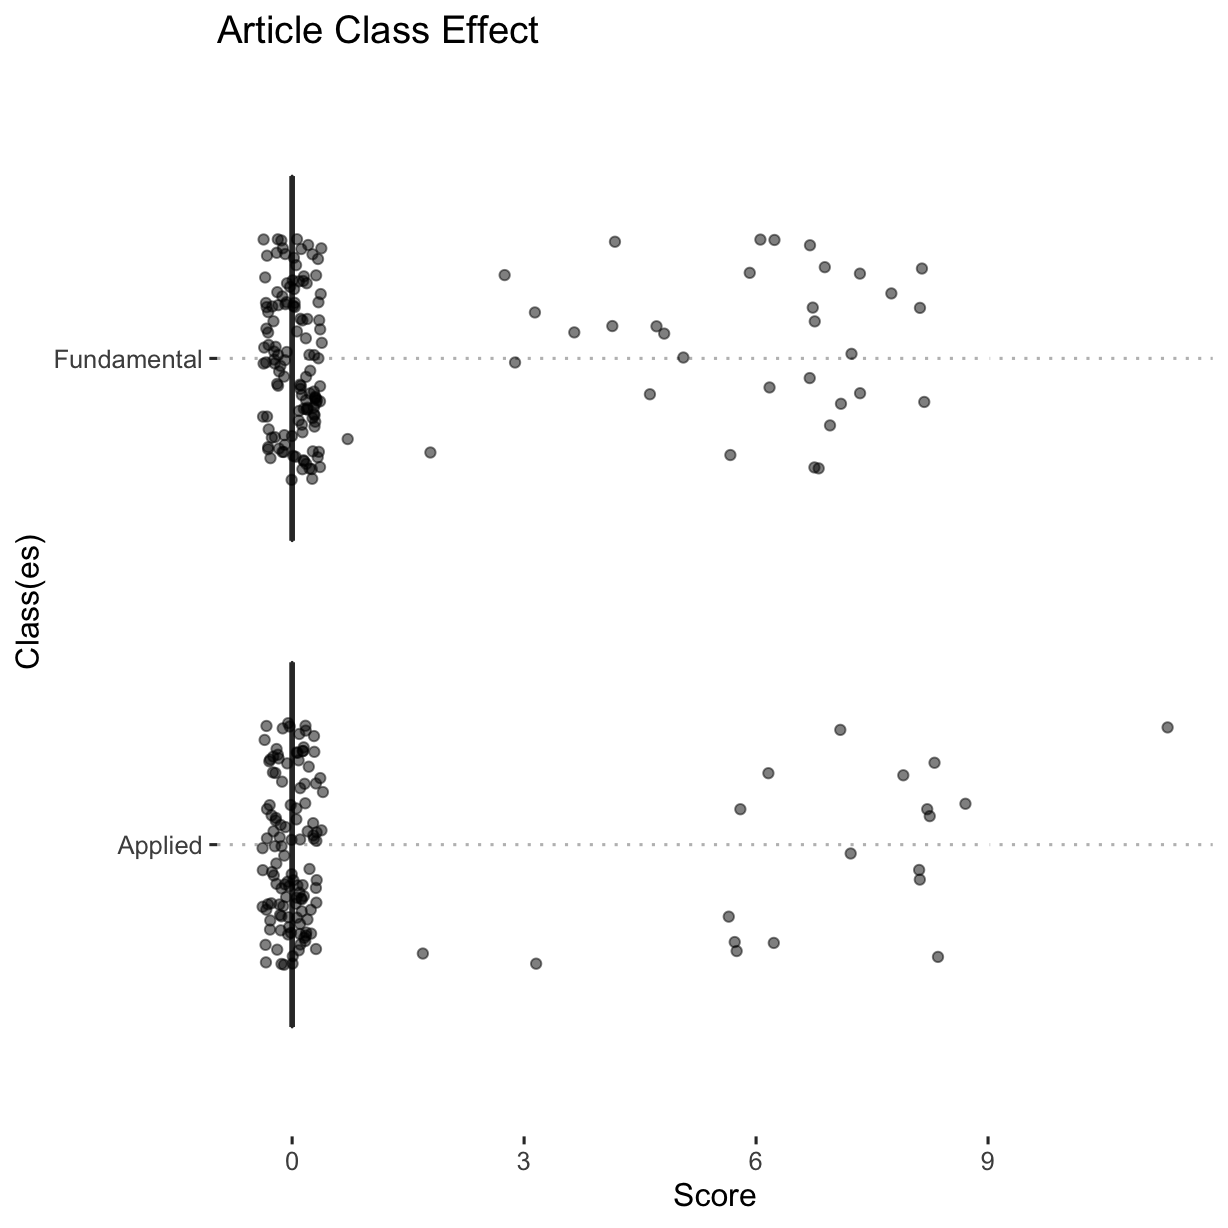 Article Class Effect
Class(es)
Fundamental
Applied
0 3 6 9
Score